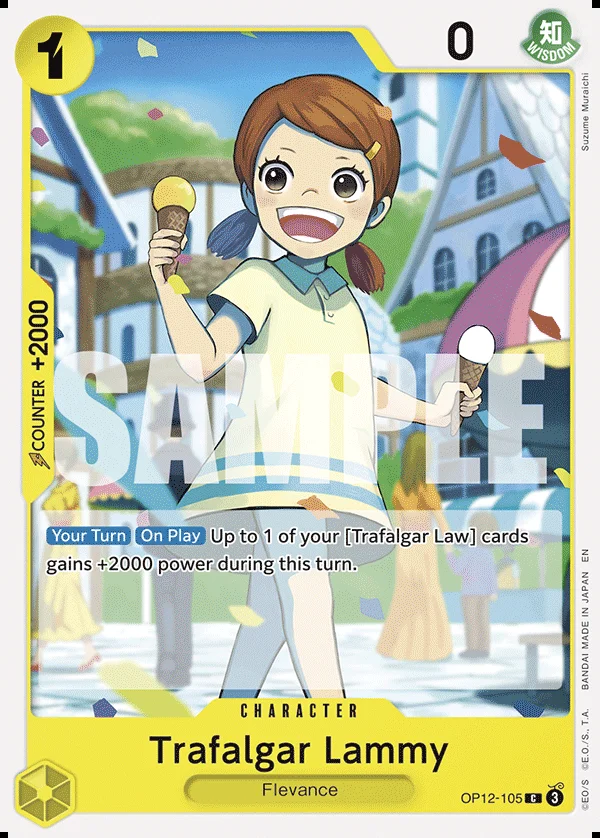 1
0
知
WISDOM
Suzume Muraichi
COUNTER +2000
SAMPLE
Your Turn On Play Up to 1 of your [Trafalgar Law] cards
gains +2000 power during this turn.
CHARACTER
Trafalgar Lammy
Flevance
OP12-105 C 3
©EO/S ©E.O./S., T.A. BANDAI MADE IN JAPAN EN